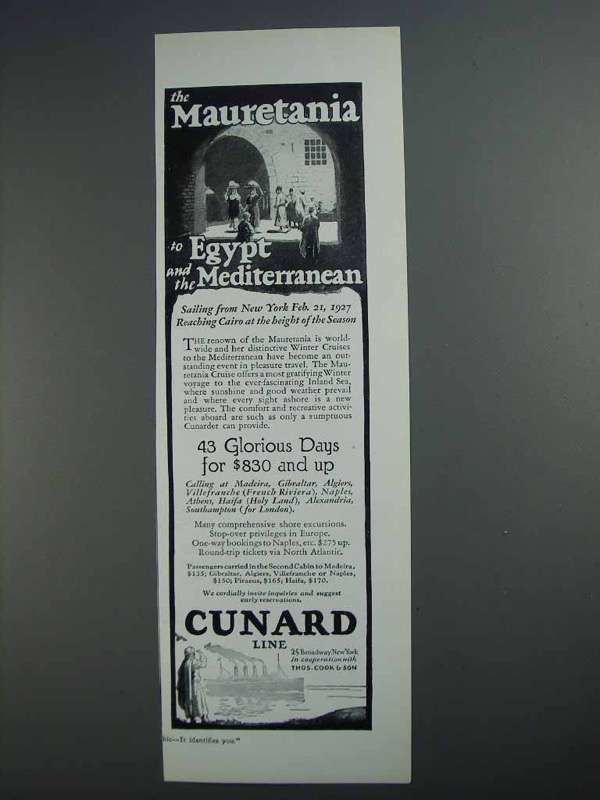 the
Mauretania
to Egypt
and the Mediterranean
Sailing from New York Feb. 21, 1927
Reaching Cairo at the height of the Season
THE renown of the Mauretania is world-
wide and her distinctive Winter Cruises
to the Mediterranean have become an out-
standing event in pleasure travel. The Mau-
retania Cruise offers a most gratifying Winter
voyage to the ever-fascinating Inland Sea,
where sunshine and good weather prevail
and where every sight ashore is a new
pleasure. The comfort and recreative activi-
ties aboard are such as only a sumptuous
Cunarder can provide.
43 Glorious Days
for $830 and up
Calling at Madeira, Gibraltar, Algiers,
Villefranche (French Riviera), Naples,
Athens, Haifa (Holy Land), Alexandria,
Southampton (for London).
Many comprehensive shore excursions.
Stop-over privileges in Europe.
One-way bookings to Naples, etc. $275 up.
Round-trip tickets via North Atlantic.
Passengers carried in the Second Cabin to Madeira,
$135; Gibraltar, Algiers, Villefranche or Naples,
$150; Piraeus, $165; Haifa, $170.
We cordially invite inquiries and suggest
early reservations.
CUNARD
LINE
25 Broadway, New York
in cooperation with
THOS. COOK & SON
It identifies you."